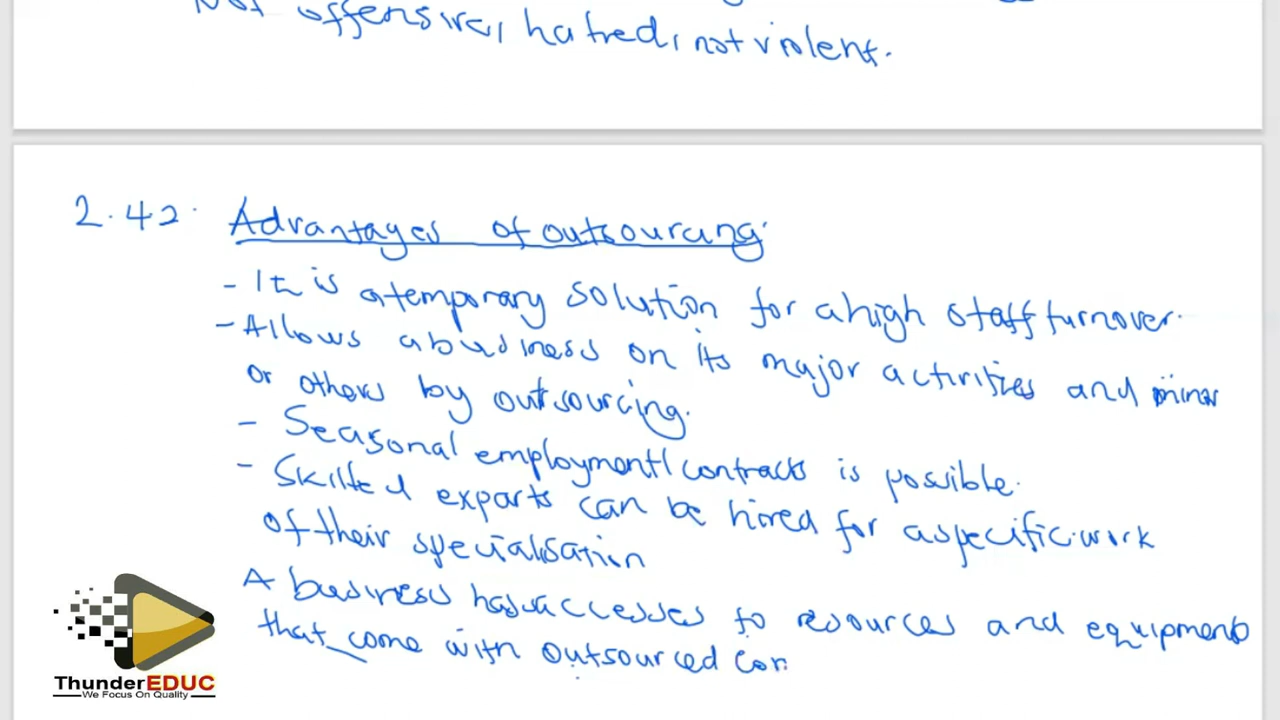 Not offensive, hatred, not violent.
2.42. Advantages of outsourcing.
- It is a temporary solution for a high staff turnover.
- Allows a business on its major activities and minor
or others by outsourcing.
- Seasonal employment/contracts is possible.
- Skilled experts can be hired for a specific work
of their specialisation
A business has accesses to resources and equipments
that come with outsourced con
ThunderEDUC
We Focus On Quality